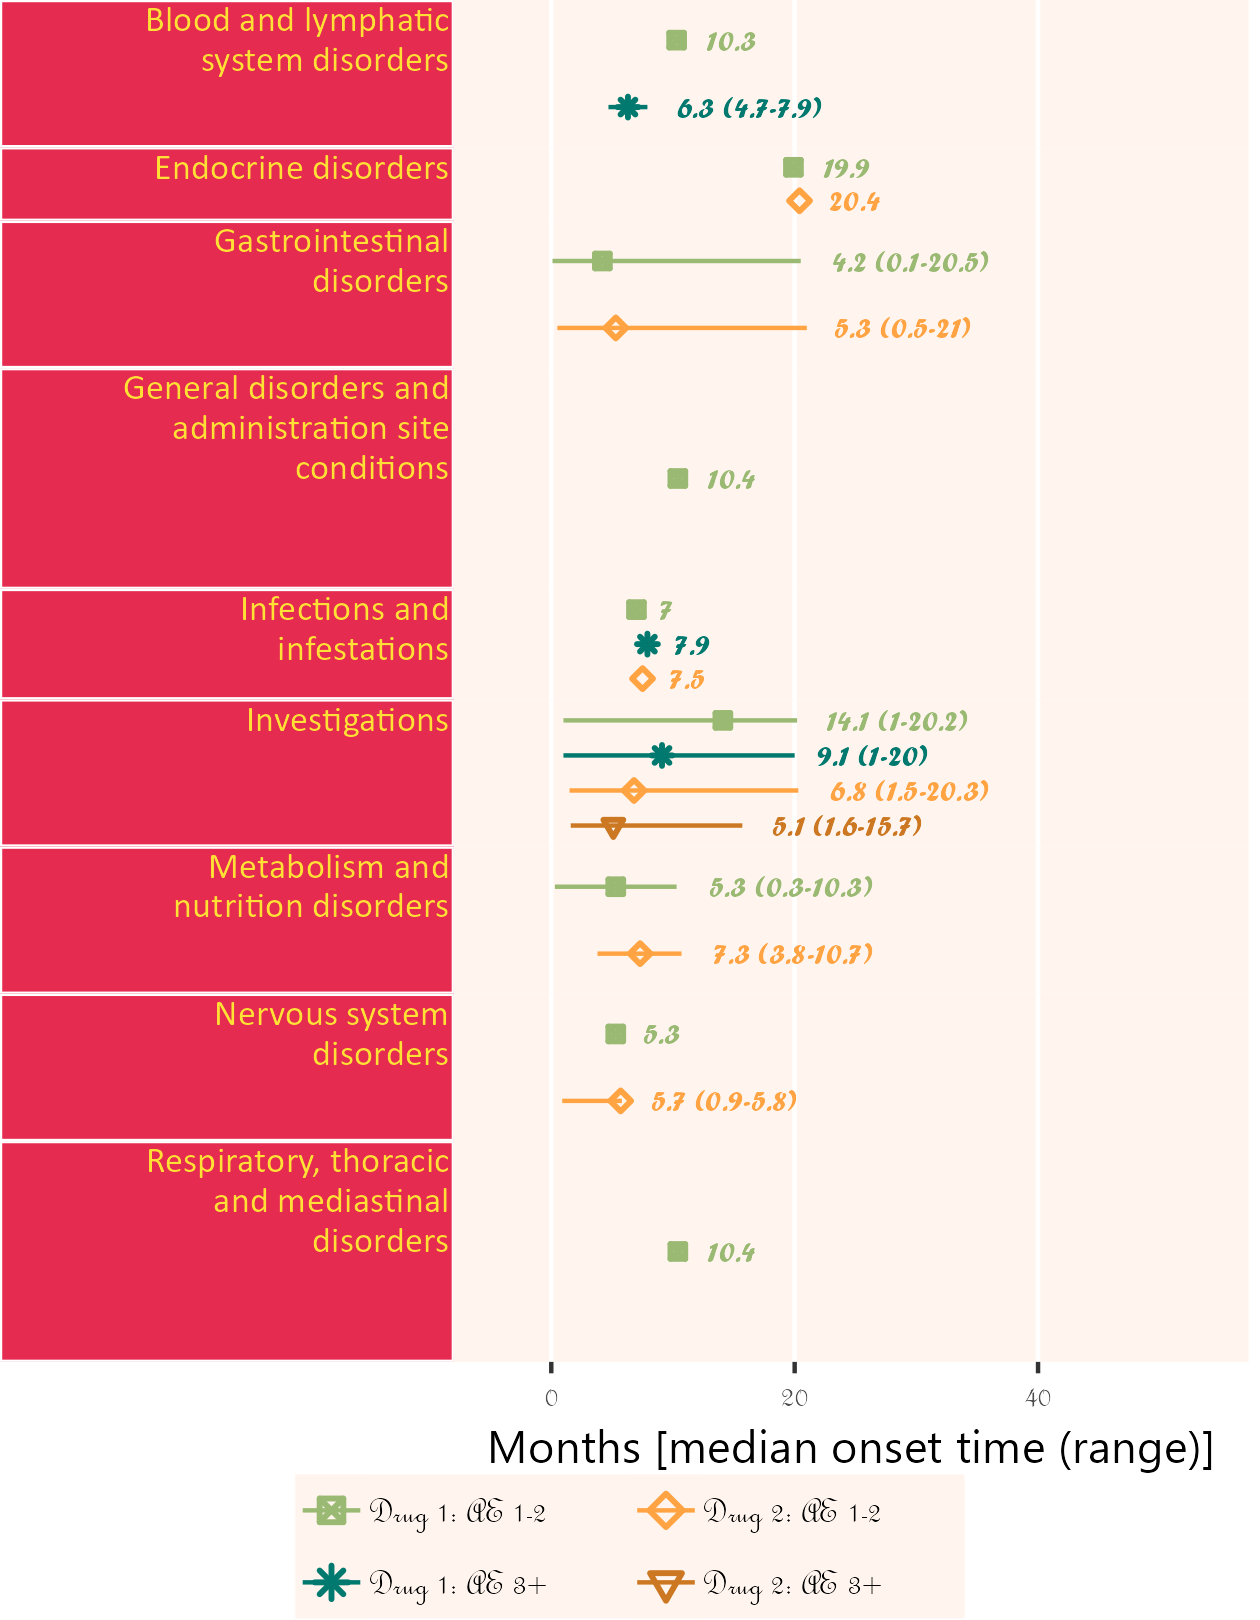 Blood and lymphatic
system disorders
10.3
6.3 (4.7-7.9)
Endocrine disorders
19.9
20.4
Gastrointestinal
disorders
4.2 (0.1-20.5)
5.3 (0.5-21)
General disorders and
administration site
conditions
10.4
Infections and
infestations
7
7.9
7.5
Investigations
14.1 (1-20.2)
9.1 (1-20)
6.8 (1.5-20.3)
5.1 (1.6-15.7)
Metabolism and
nutrition disorders
5.3 (0.3-10.3)
7.3 (3.8-10.7)
Nervous system
disorders
5.3
5.7 (0.9-5.8)
Respiratory, thoracic
and mediastinal
disorders
10.4
0 20 40
Months [median onset time (range)]
Drug 1: AE 1-2
Drug 2: AE 1-2
Drug 1: AE 3+
Drug 2: AE 3+